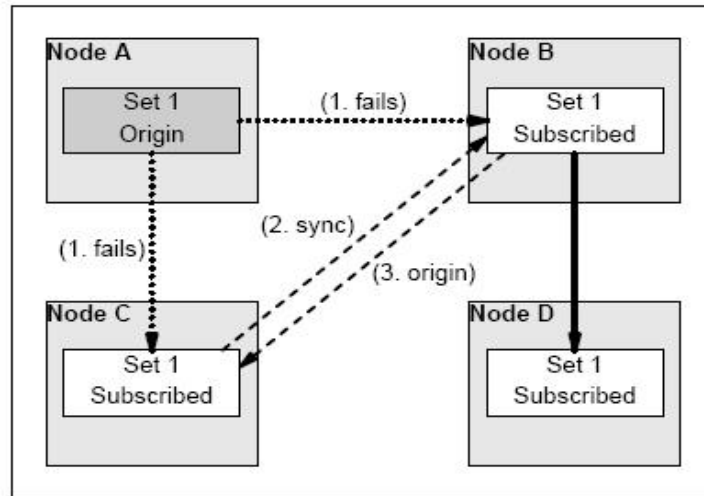 Node A
Set 1
Origin
(1. fails)
Node B
Set 1
Subscribed
(1. fails)
(2. sync)
(3. origin)
Node C
Set 1
Subscribed
Node D
Set 1
Subscribed